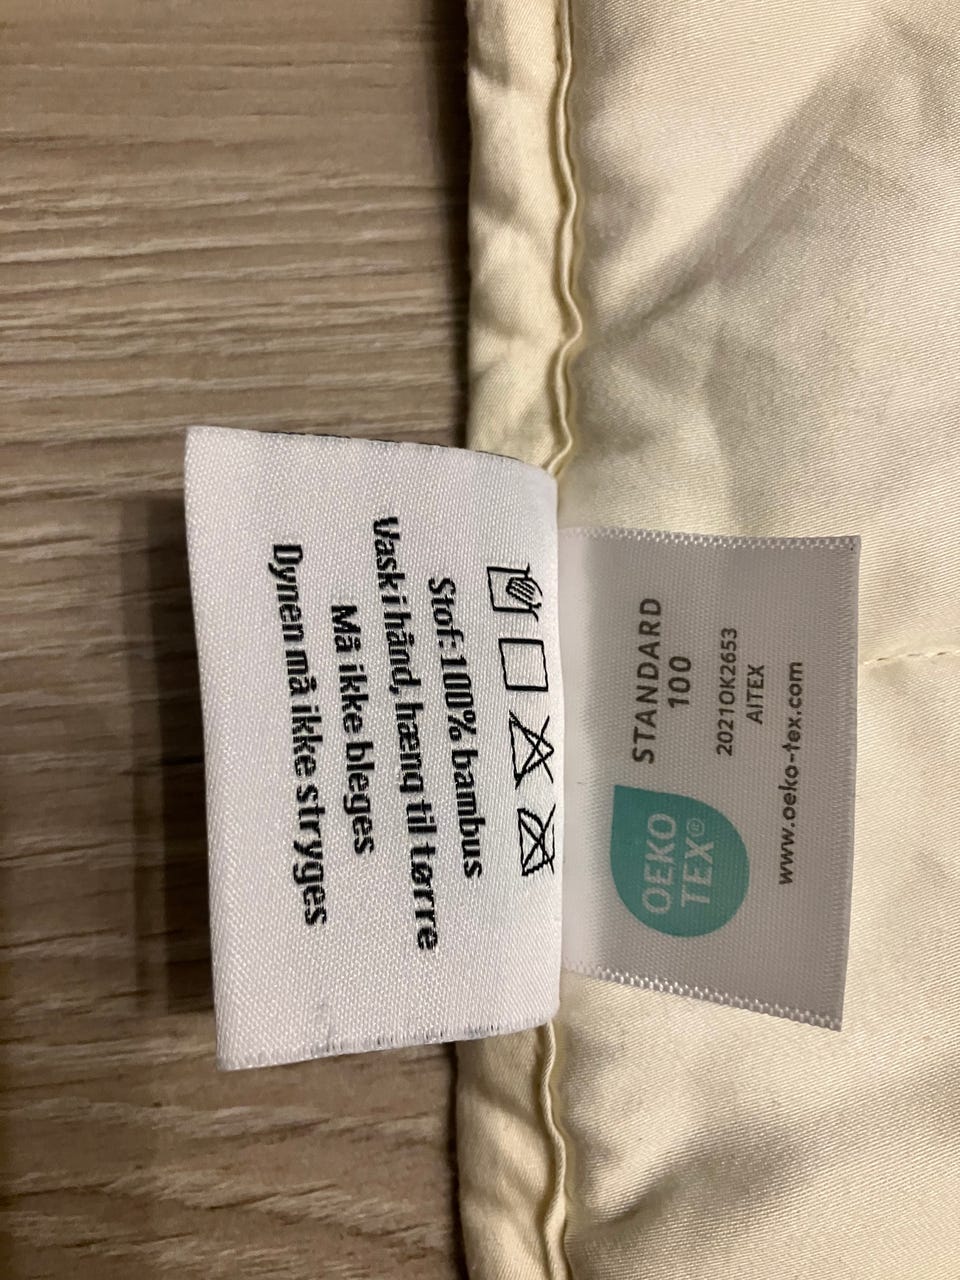 Stof: 100% bambus
Vask i hånd, hæng til tørre
Må ikke bleges
Dynen må ikke stryges
OEKO
TEX®
STANDARD
100
2021OK2653
AITEX
www.oeko-tex.com